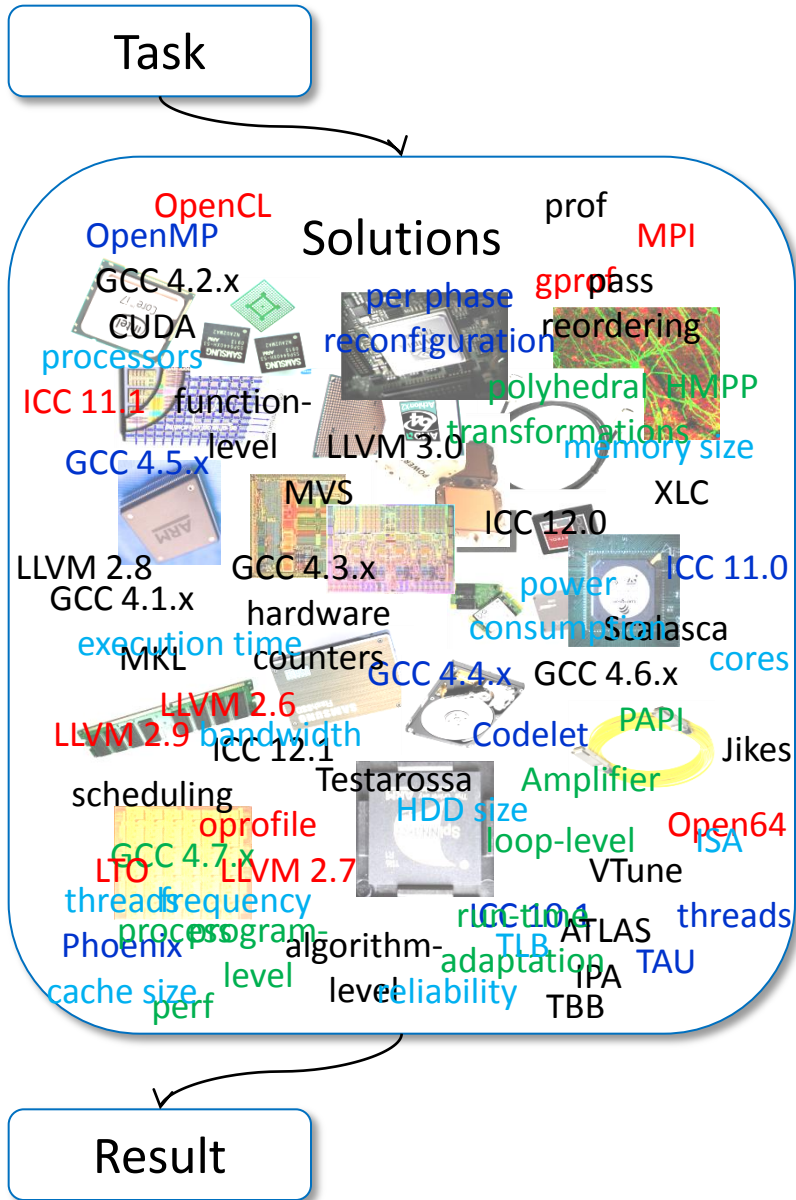 Task
OpenCL
prof
OpenMP
Solutions
MPI
GCC 4.2.x
per phase
reconfiguration
gprof
pass
reordering
CUDA
processors
polyhedral
transformations
HMPP
ICC 11.1
function-
level
LLVM 3.0
memory size
GCC 4.5.x
MVS
XLC
ICC 12.0
LLVM 2.8
GCC 4.3.x
ICC 11.0
GCC 4.1.x
power
consumption
hardware
counters
Scalasca
execution time
MKL
cores
GCC 4.4.x
GCC 4.6.x
LLVM 2.6
PAPI
LLVM 2.9
bandwidth
ICC 12.1
Codelet
Jikes
Testarossa
Amplifier
scheduling
HDD size
oprofile
loop-level
Open64
ISA
GCC 4.7.x
LTO
LLVM 2.7
VTune
threads
frequency
process
program-
level
ICC 10.1
run-time
adaptation
ATLAS
threads
Phoenix
algorithm-
level
TLB
TAU
IPA
cache size
reliability
perf
TBB
Result